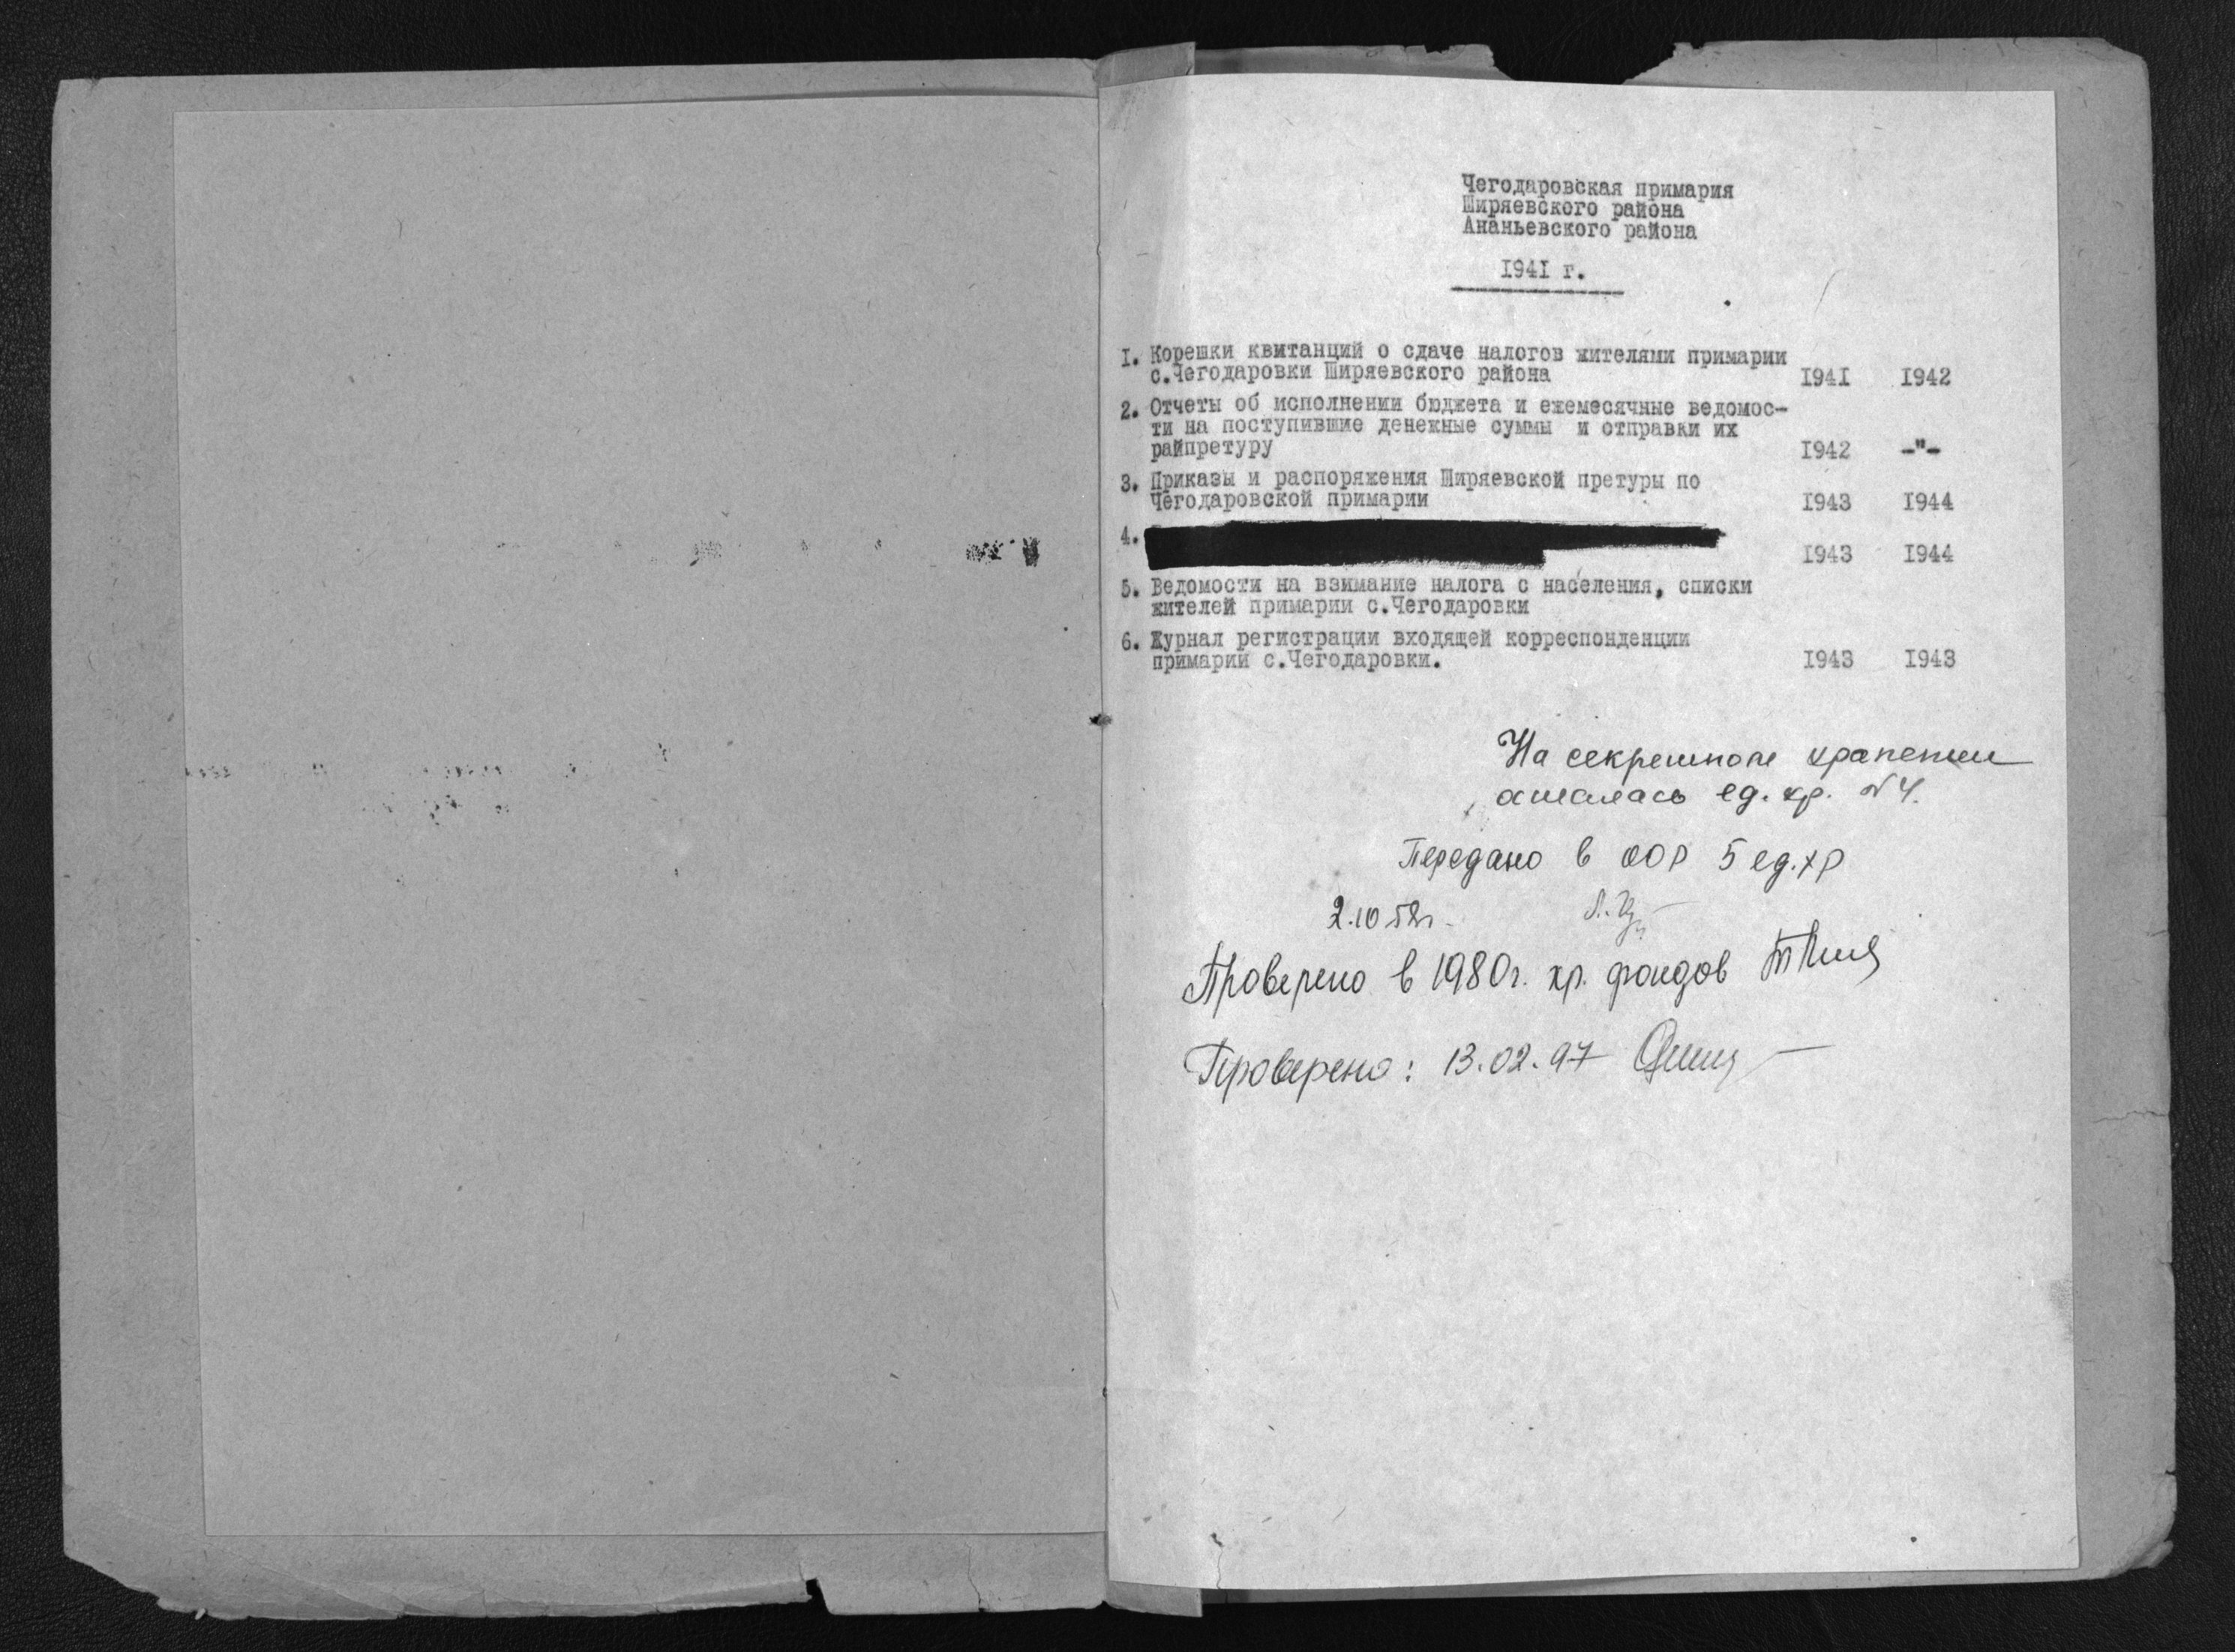 Чегодаровская примария
Ширяевского района
Ананьевского района
1941 г.
1. Корешки квитанций о сдаче налогов жителями примарии
с.Чегодаровки Ширяевского района 1941 1942
2. Отчеты об исполнении бюджета и ежемесячные ведомос-
ти на поступившие денежные суммы и отправки их
райпретуру 1942 -"-
3. Приказы и распоряжения Ширяевской претуры по
Чегодаровской примарии 1943 1944
4.
1943 1944
5. Ведомости на взимание налога с населения, списки
жителей примарии с.Чегодаровки
6. Журнал регистрации входящей корреспонденции
примарии с.Чегодаровки. 1943 1943
На секретном хранении
осталась ед. хр. №4.
Передано в ООР 5 ед.хр
2.10 58г.
Проверено в 1980г. хр. фондов
Проверено: 13.02.97